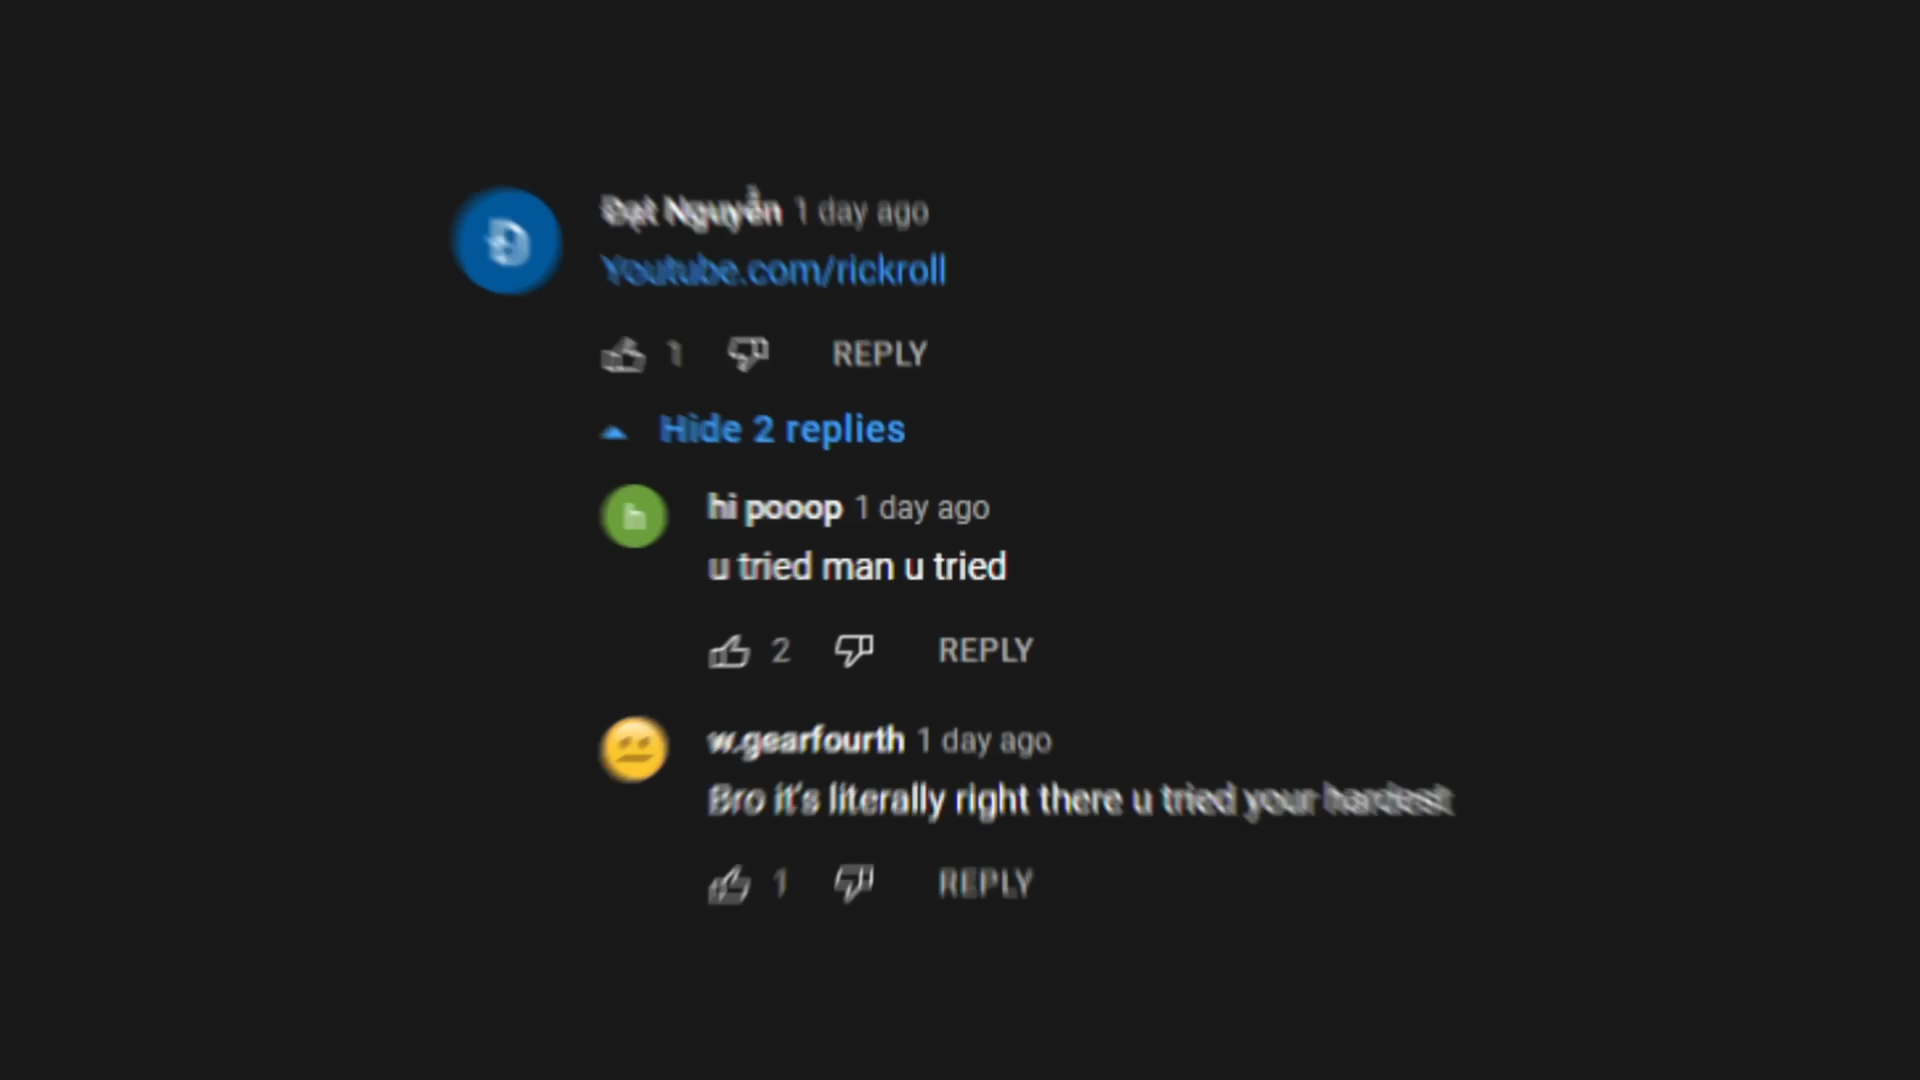 Đ
Đạt Nguyễn 1 day ago
Youtube.com/rickroll
1 REPLY
Hide 2 replies
h
hi pooop 1 day ago
u tried man u tried
2 REPLY
w.gearfourth 1 day ago
Bro it's literally right there u tried your hardest
1 REPLY